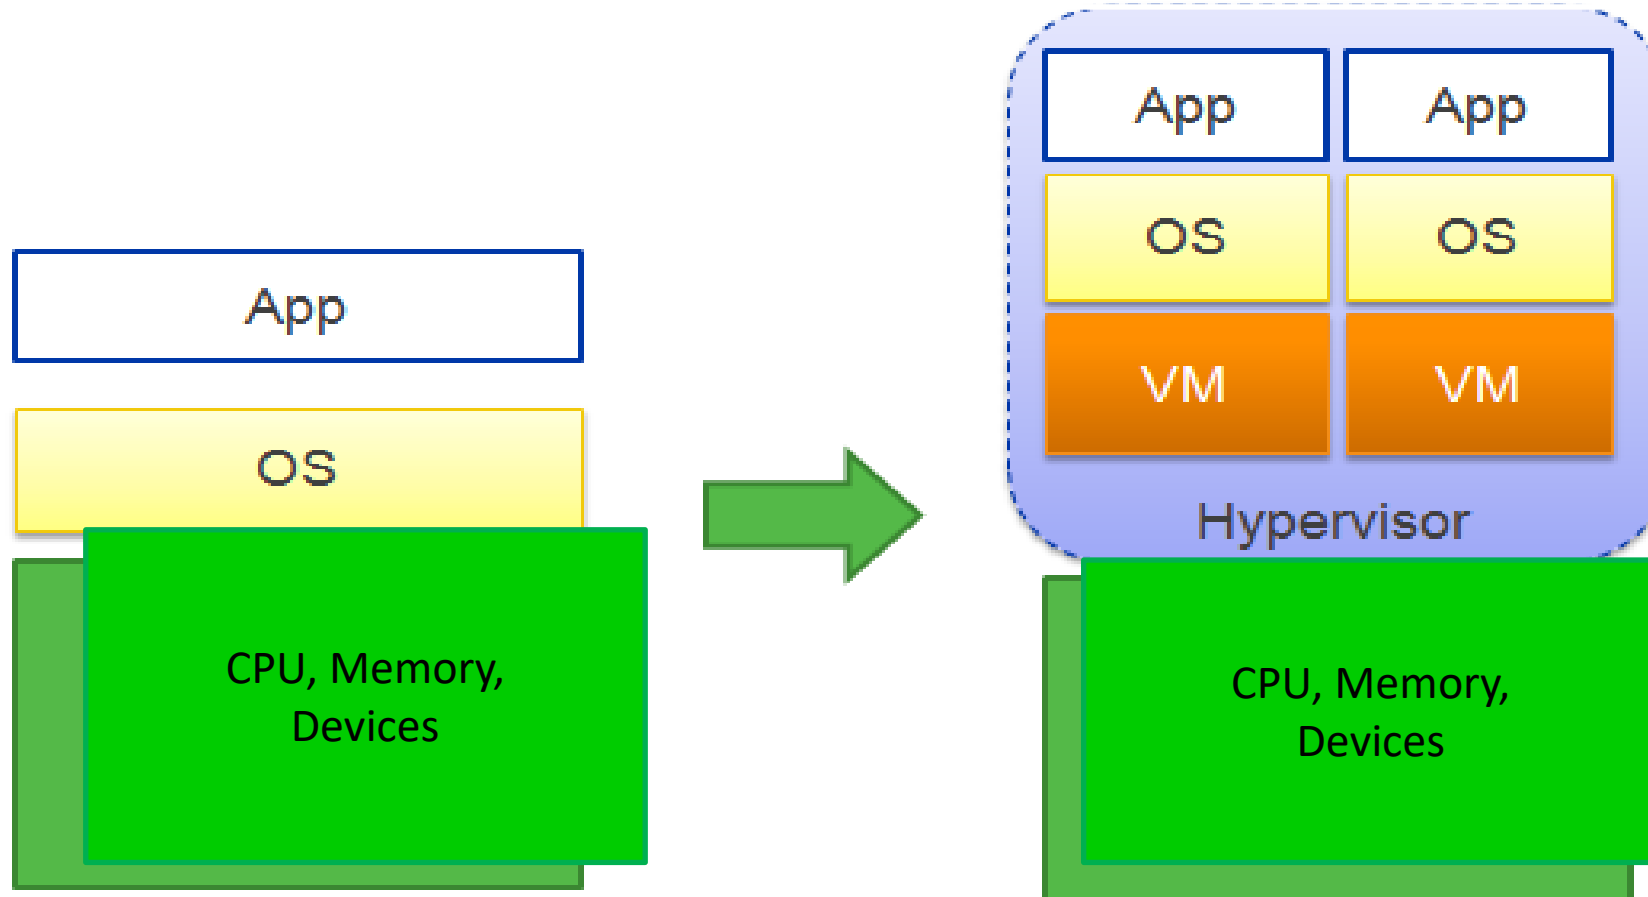 App
OS
CPU, Memory,
Devices
App App
OS OS
VM VM
Hypervisor
CPU, Memory,
Devices